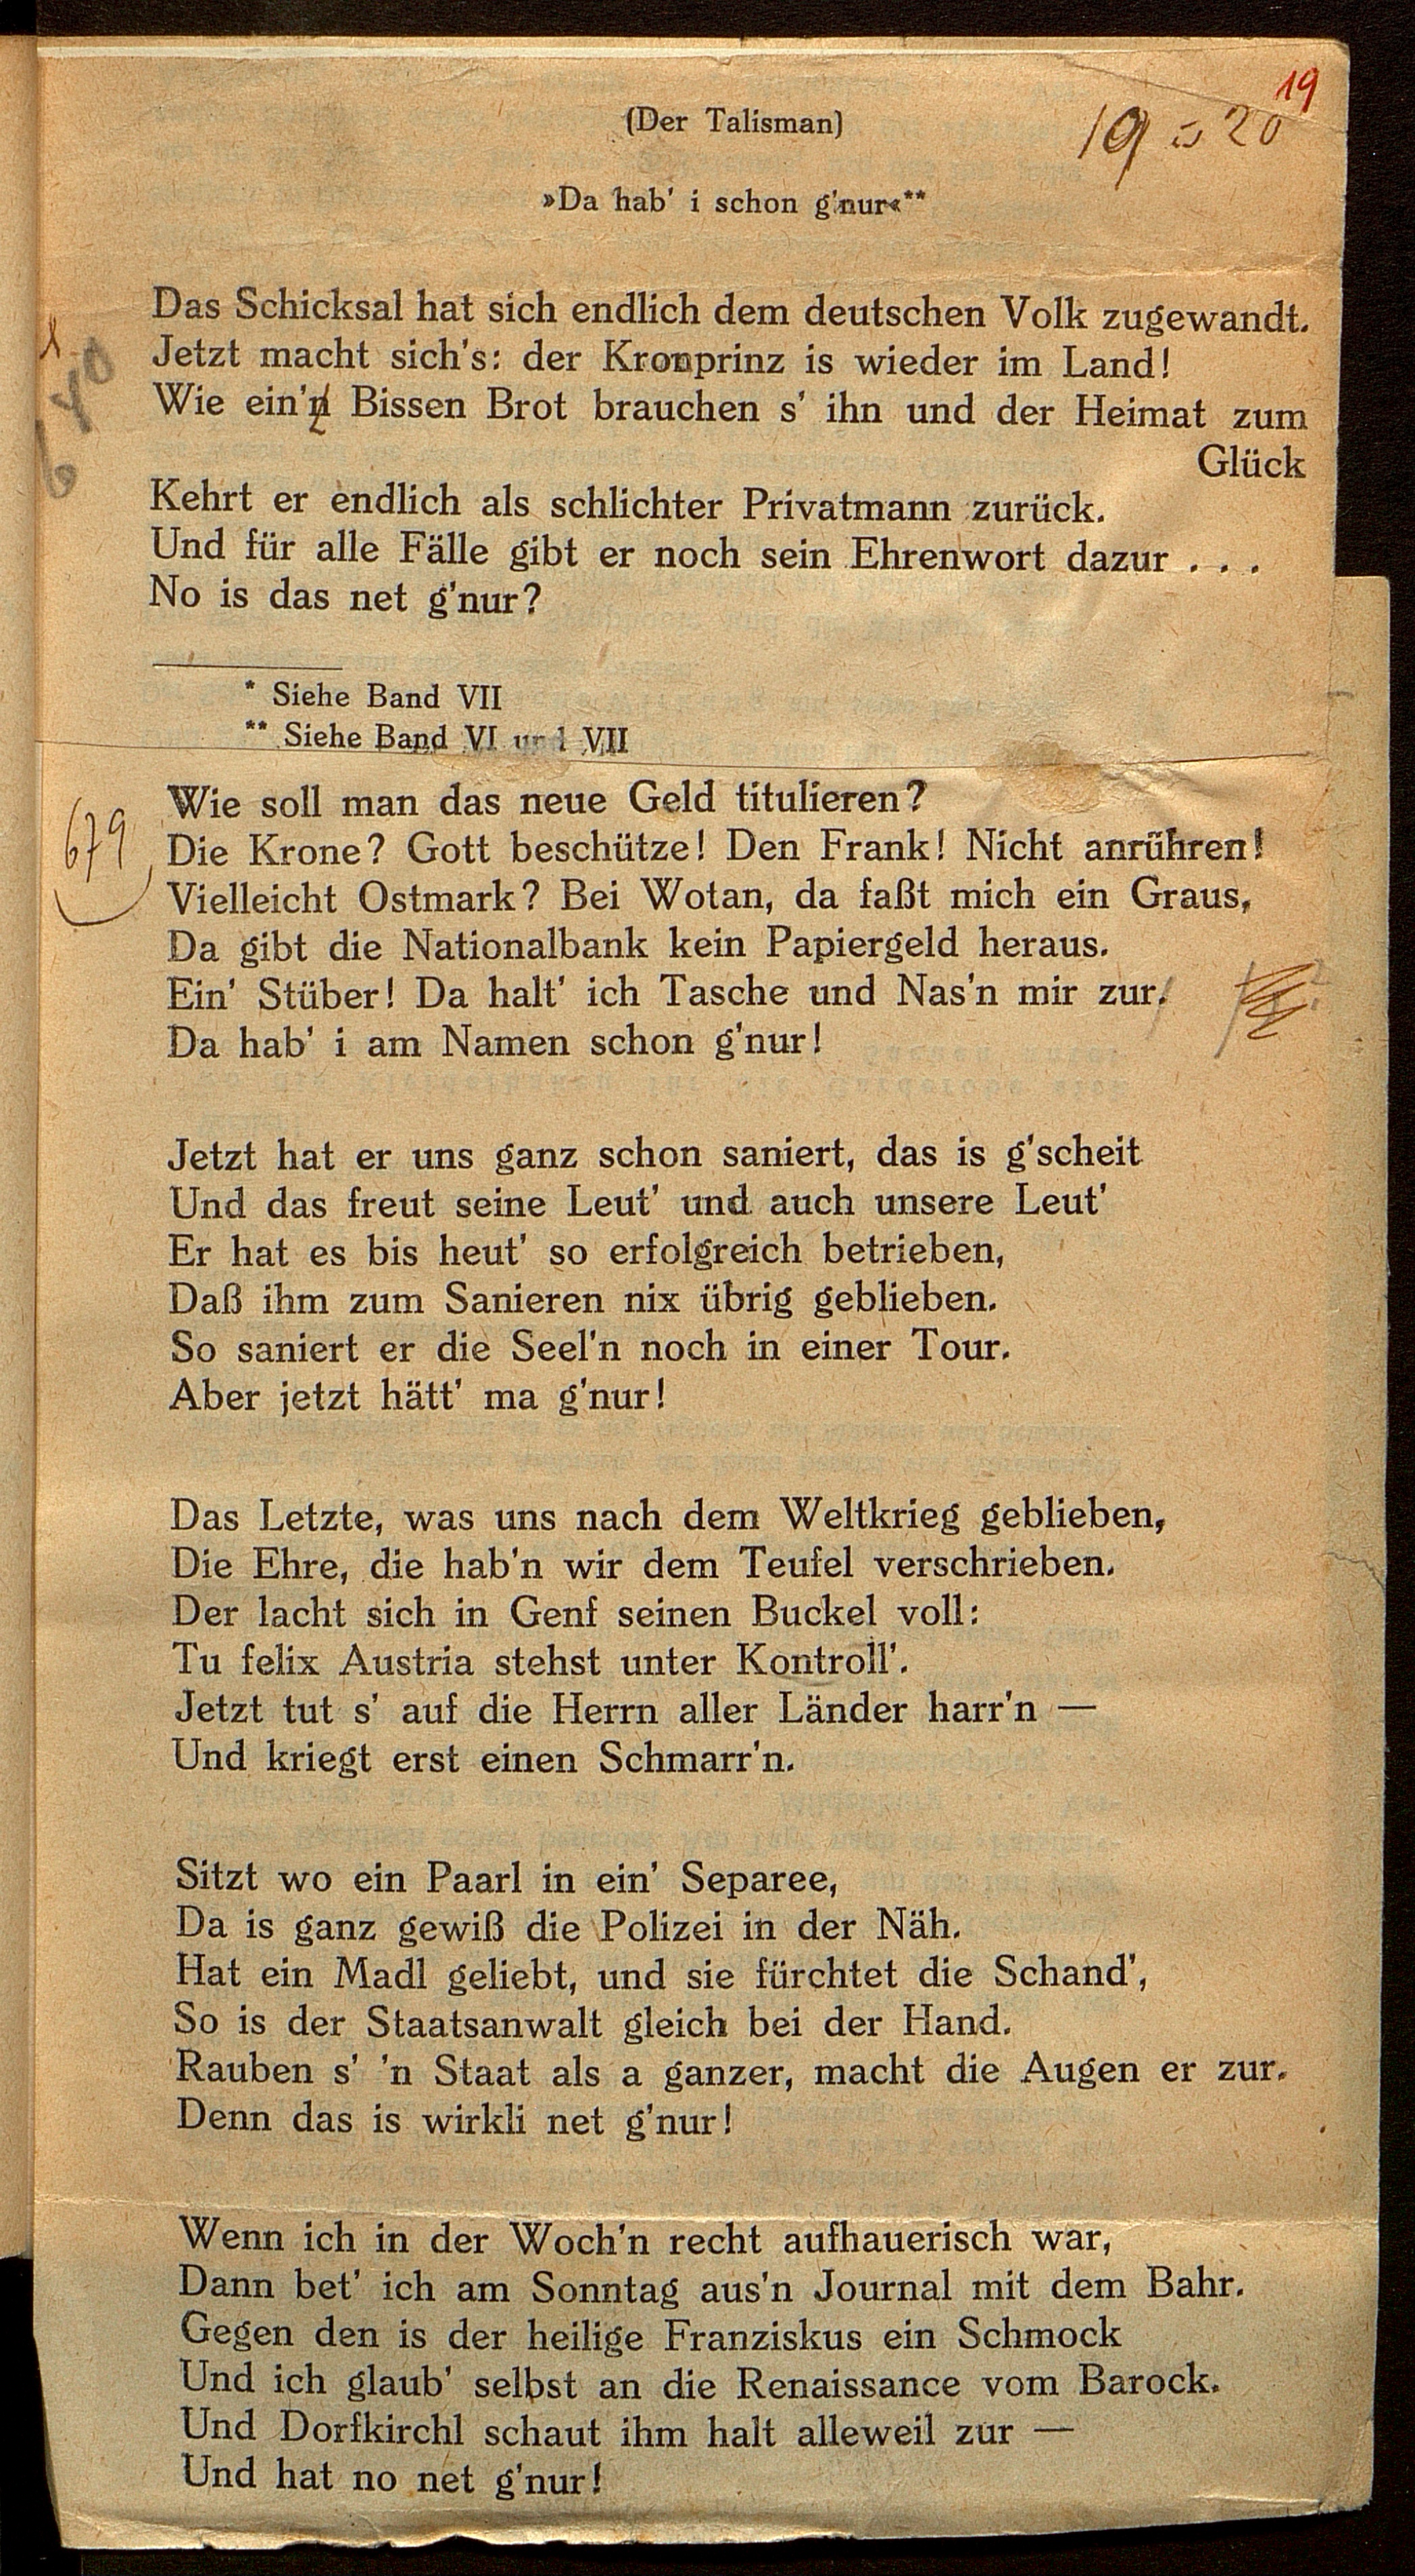 19
(Der Talisman)
19 = 20
»Da hab' i schon g'nur«**
Das Schicksal hat sich endlich dem deutschen Volk zugewandt.
Jetzt macht sich's: der Kronprinz is wieder im Land!
Wie ein'n Bissen Brot brauchen s' ihn und der Heimat zum
Glück
Kehrt er endlich als schlichter Privatmann zurück.
Und für alle Fälle gibt er noch sein Ehrenwort dazur . . .
No is das net g'nur?
* Siehe Band VII
** Siehe Band VI und VII
679
Wie soll man das neue Geld titulieren?
Die Krone? Gott beschütze! Den Frank! Nicht anrühren!
Vielleicht Ostmark? Bei Wotan, da faßt mich ein Graus,
Da gibt die Nationalbank kein Papiergeld heraus.
Ein' Stüber! Da halt' ich Tasche und Nas'n mir zur.
Da hab' i am Namen schon g'nur!
Jetzt hat er uns ganz schon saniert, das is g'scheit
Und das freut seine Leut' und auch unsere Leut'
Er hat es bis heut' so erfolgreich betrieben,
Daß ihm zum Sanieren nix übrig geblieben.
So saniert er die Seel'n noch in einer Tour.
Aber jetzt hätt' ma g'nur!
Das Letzte, was uns nach dem Weltkrieg geblieben,
Die Ehre, die hab'n wir dem Teufel verschrieben.
Der lacht sich in Genf seinen Buckel voll:
Tu felix Austria stehst unter Kontroll'.
Jetzt tut s' auf die Herrn aller Länder harr'n —
Und kriegt erst einen Schmarr'n.
Sitzt wo ein Paarl in ein' Separee,
Da is ganz gewiß die Polizei in der Näh.
Hat ein Madl geliebt, und sie fürchtet die Schand',
So is der Staatsanwalt gleich bei der Hand.
Rauben s' 'n Staat als a ganzer, macht die Augen er zur.
Denn das is wirkli net g'nur!
Wenn ich in der Woch'n recht aufhauerisch war,
Dann bet' ich am Sonntag aus'n Journal mit dem Bahr.
Gegen den is der heilige Franziskus ein Schmock
Und ich glaub' selbst an die Renaissance vom Barock.
Und Dorfkirchl schaut ihm halt alleweil zur —
Und hat no net g'nur!